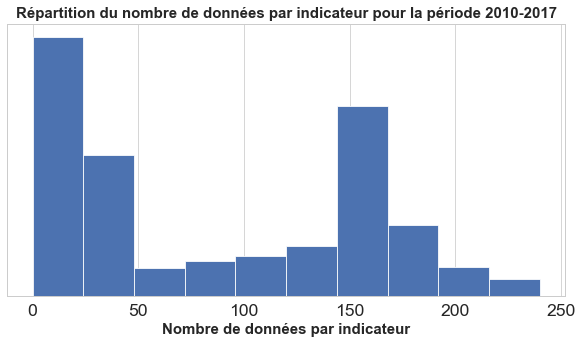 Répartition du nombre de données par indicateur pour la période 2010-2017
0 50 100 150 200 250
Nombre de données par indicateur